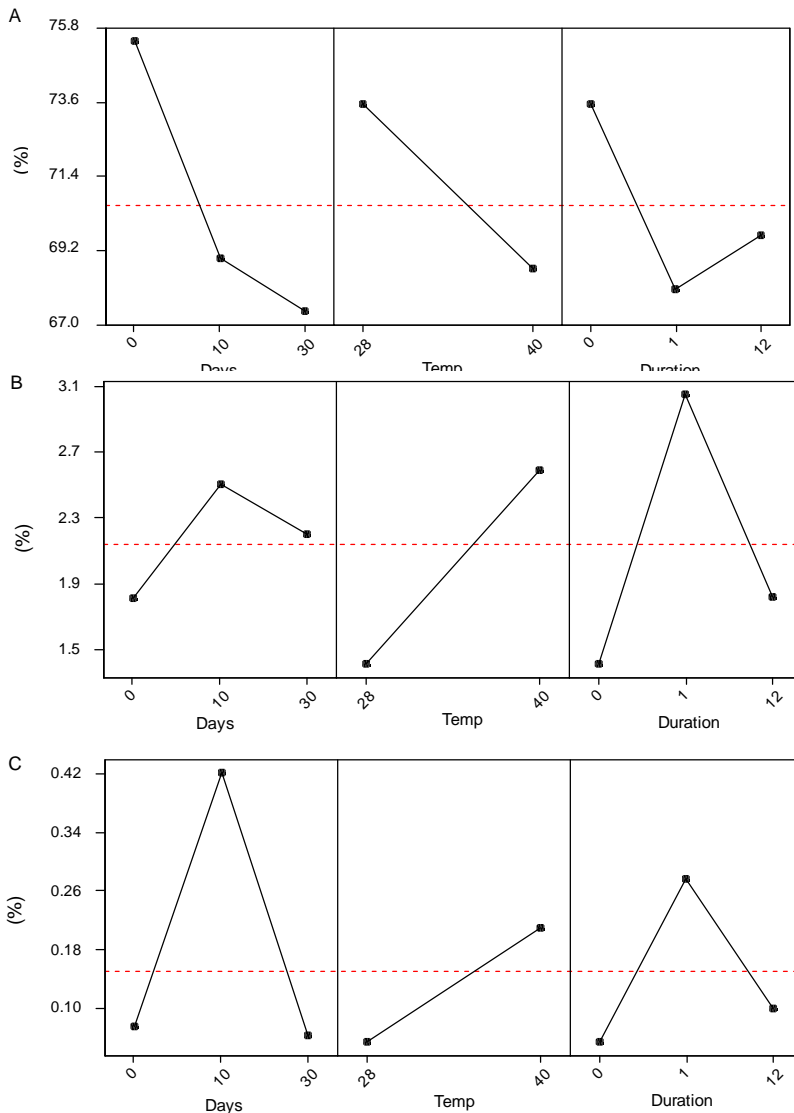 A
75.8
73.6
71.4
69.2
67.0
(%)
0 10 30 28 40 0 1 12
Days Temp Duration
B
3.1
2.7
2.3
1.9
1.5
(%)
0 10 30 28 40 0 1 12
Days Temp Duration
C
0.42
0.34
0.26
0.18
0.10
(%)
0 10 30 28 40 0 1 12
Days Temp Duration